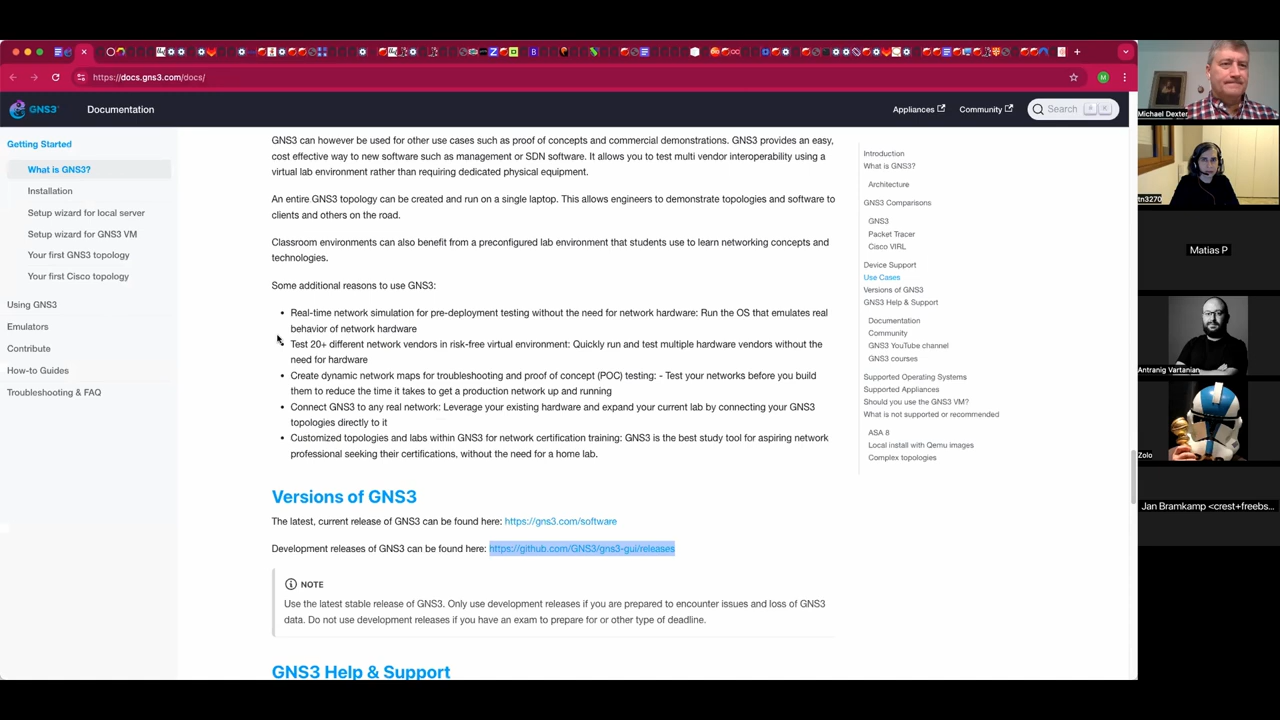 https://docs.gns3.com/docs/
M
GNS3
Documentation
Appliances
Community
Search
Getting Started
What is GNS3?
Installation
Setup wizard for local server
Setup wizard for GNS3 VM
Your first GNS3 topology
Your first Cisco topology
Using GNS3
Emulators
Contribute
How-to Guides
Troubleshooting & FAQ
GNS3 can however be used for other use cases such as proof of concepts and commercial demonstrations. GNS3 provides an easy,
cost effective way to new software such as management or SDN software. It allows you to test multi vendor interoperability using a
virtual lab environment rather than requiring dedicated physical equipment.
An entire GNS3 topology can be created and run on a single laptop. This allows engineers to demonstrate topologies and software to
clients and others on the road.
Classroom environments can also benefit from a preconfigured lab environment that students use to learn networking concepts and
technologies.
Some additional reasons to use GNS3:
Real-time network simulation for pre-deployment testing without the need for network hardware: Run the OS that emulates real
behavior of network hardware
Test 20+ different network vendors in risk-free virtual environment: Quickly run and test multiple hardware vendors without the
need for hardware
Create dynamic network maps for troubleshooting and proof of concept (POC) testing: - Test your networks before you build
them to reduce the time it takes to get a production network up and running
Connect GNS3 to any real network: Leverage your existing hardware and expand your current lab by connecting your GNS3
topologies directly to it
Customized topologies and labs within GNS3 for network certification training: GNS3 is the best study tool for aspiring network
professional seeking their certifications, without the need for a home lab.
Versions of GNS3
The latest, current release of GNS3 can be found here: https://gns3.com/software
Development releases of GNS3 can be found here: https://github.com/GNS3/gns3-gui/releases
NOTE
Use the latest stable release of GNS3. Only use development releases if you are prepared to encounter issues and loss of GNS3
data. Do not use development releases if you have an exam to prepare for or other type of deadline.
GNS3 Help & Support
Introduction
What is GNS3?
Architecture
GNS3 Comparisons
GNS3
Packet Tracer
Cisco VIRL
Device Support
Use Cases
Versions of GNS3
GNS3 Help & Support
Documentation
Community
GNS3 YouTube channel
GNS3 courses
Supported Operating Systems
Supported Appliances
Should you use the GNS3 VM?
What is not supported or recommended
ASA 8
Local install with Qemu images
Complex topologies
Michael Dexter
tn3270
Matias P
Antranig Vartanian
Zolo
Jan Bramkamp <crest+freebs...